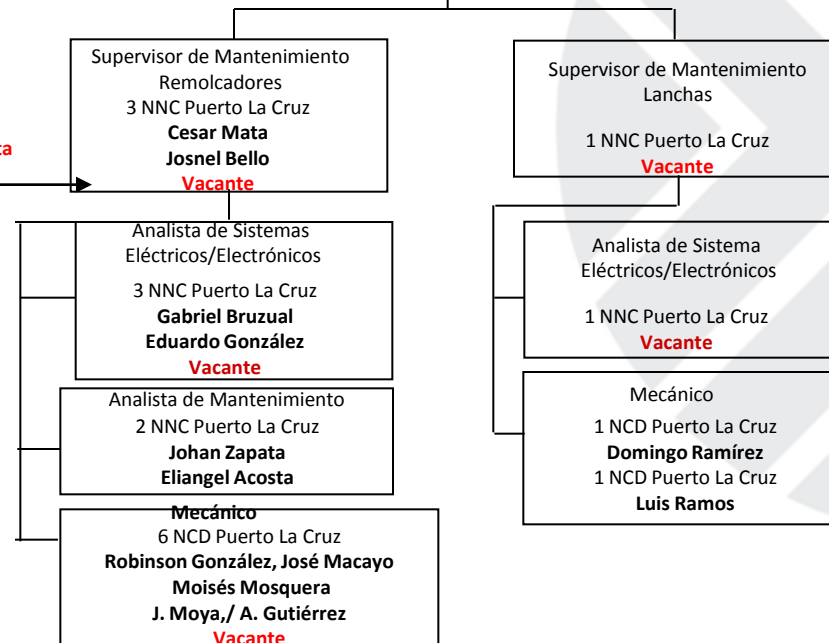 Supervisor de Mantenimiento
Remolcadores
3 NNC Puerto La Cruz
Cesar Mata
Josnel Bello
Vacante
Analista de Sistemas
Eléctricos/Electrónicos
3 NNC Puerto La Cruz
Gabriel Bruzual
Eduardo González
Vacante
Analista de Mantenimiento
2 NNC Puerto La Cruz
Johan Zapata
Eliangel Acosta
Mecánico
6 NCD Puerto La Cruz
Robinson González, José Macayo
Moisés Mosquera
J. Moya,/ A. Gutiérrez
Vacante
Supervisor de Mantenimiento
Lanchas
1 NNC Puerto La Cruz
Vacante
Analista de Sistema
Eléctricos/Electrónicos
1 NNC Puerto La Cruz
Vacante
Mecánico
1 NCD Puerto La Cruz
Domingo Ramírez
1 NCD Puerto La Cruz
Luis Ramos